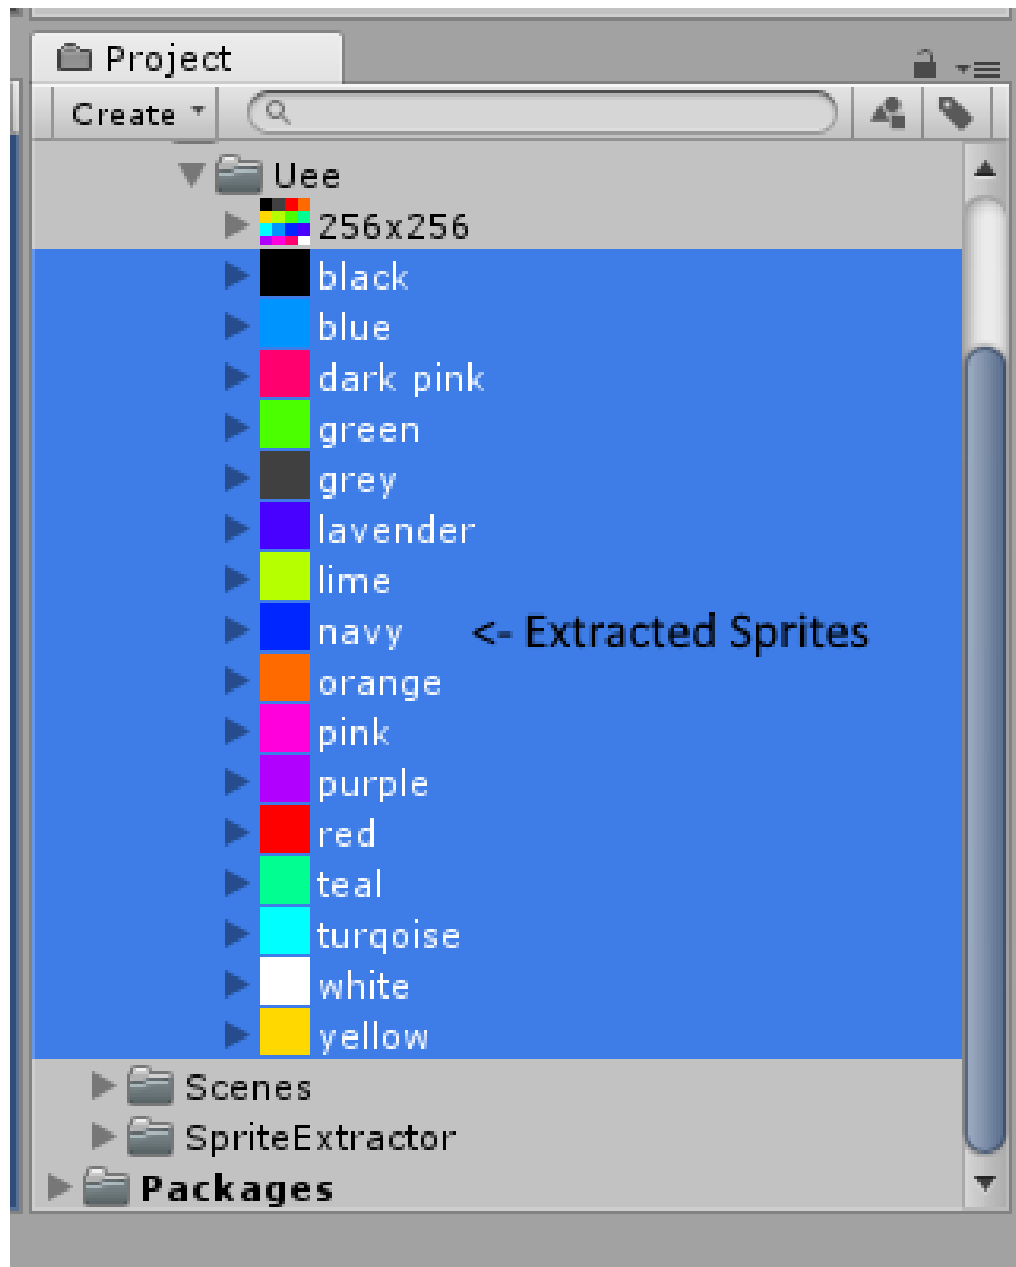 Project
Create
Uee
256x256
black
blue
dark pink
green
grey
lavender
lime
navy <- Extracted Sprites
orange
pink
purple
red
teal
turqoise
white
yellow
Scenes
SpriteExtractor
Packages